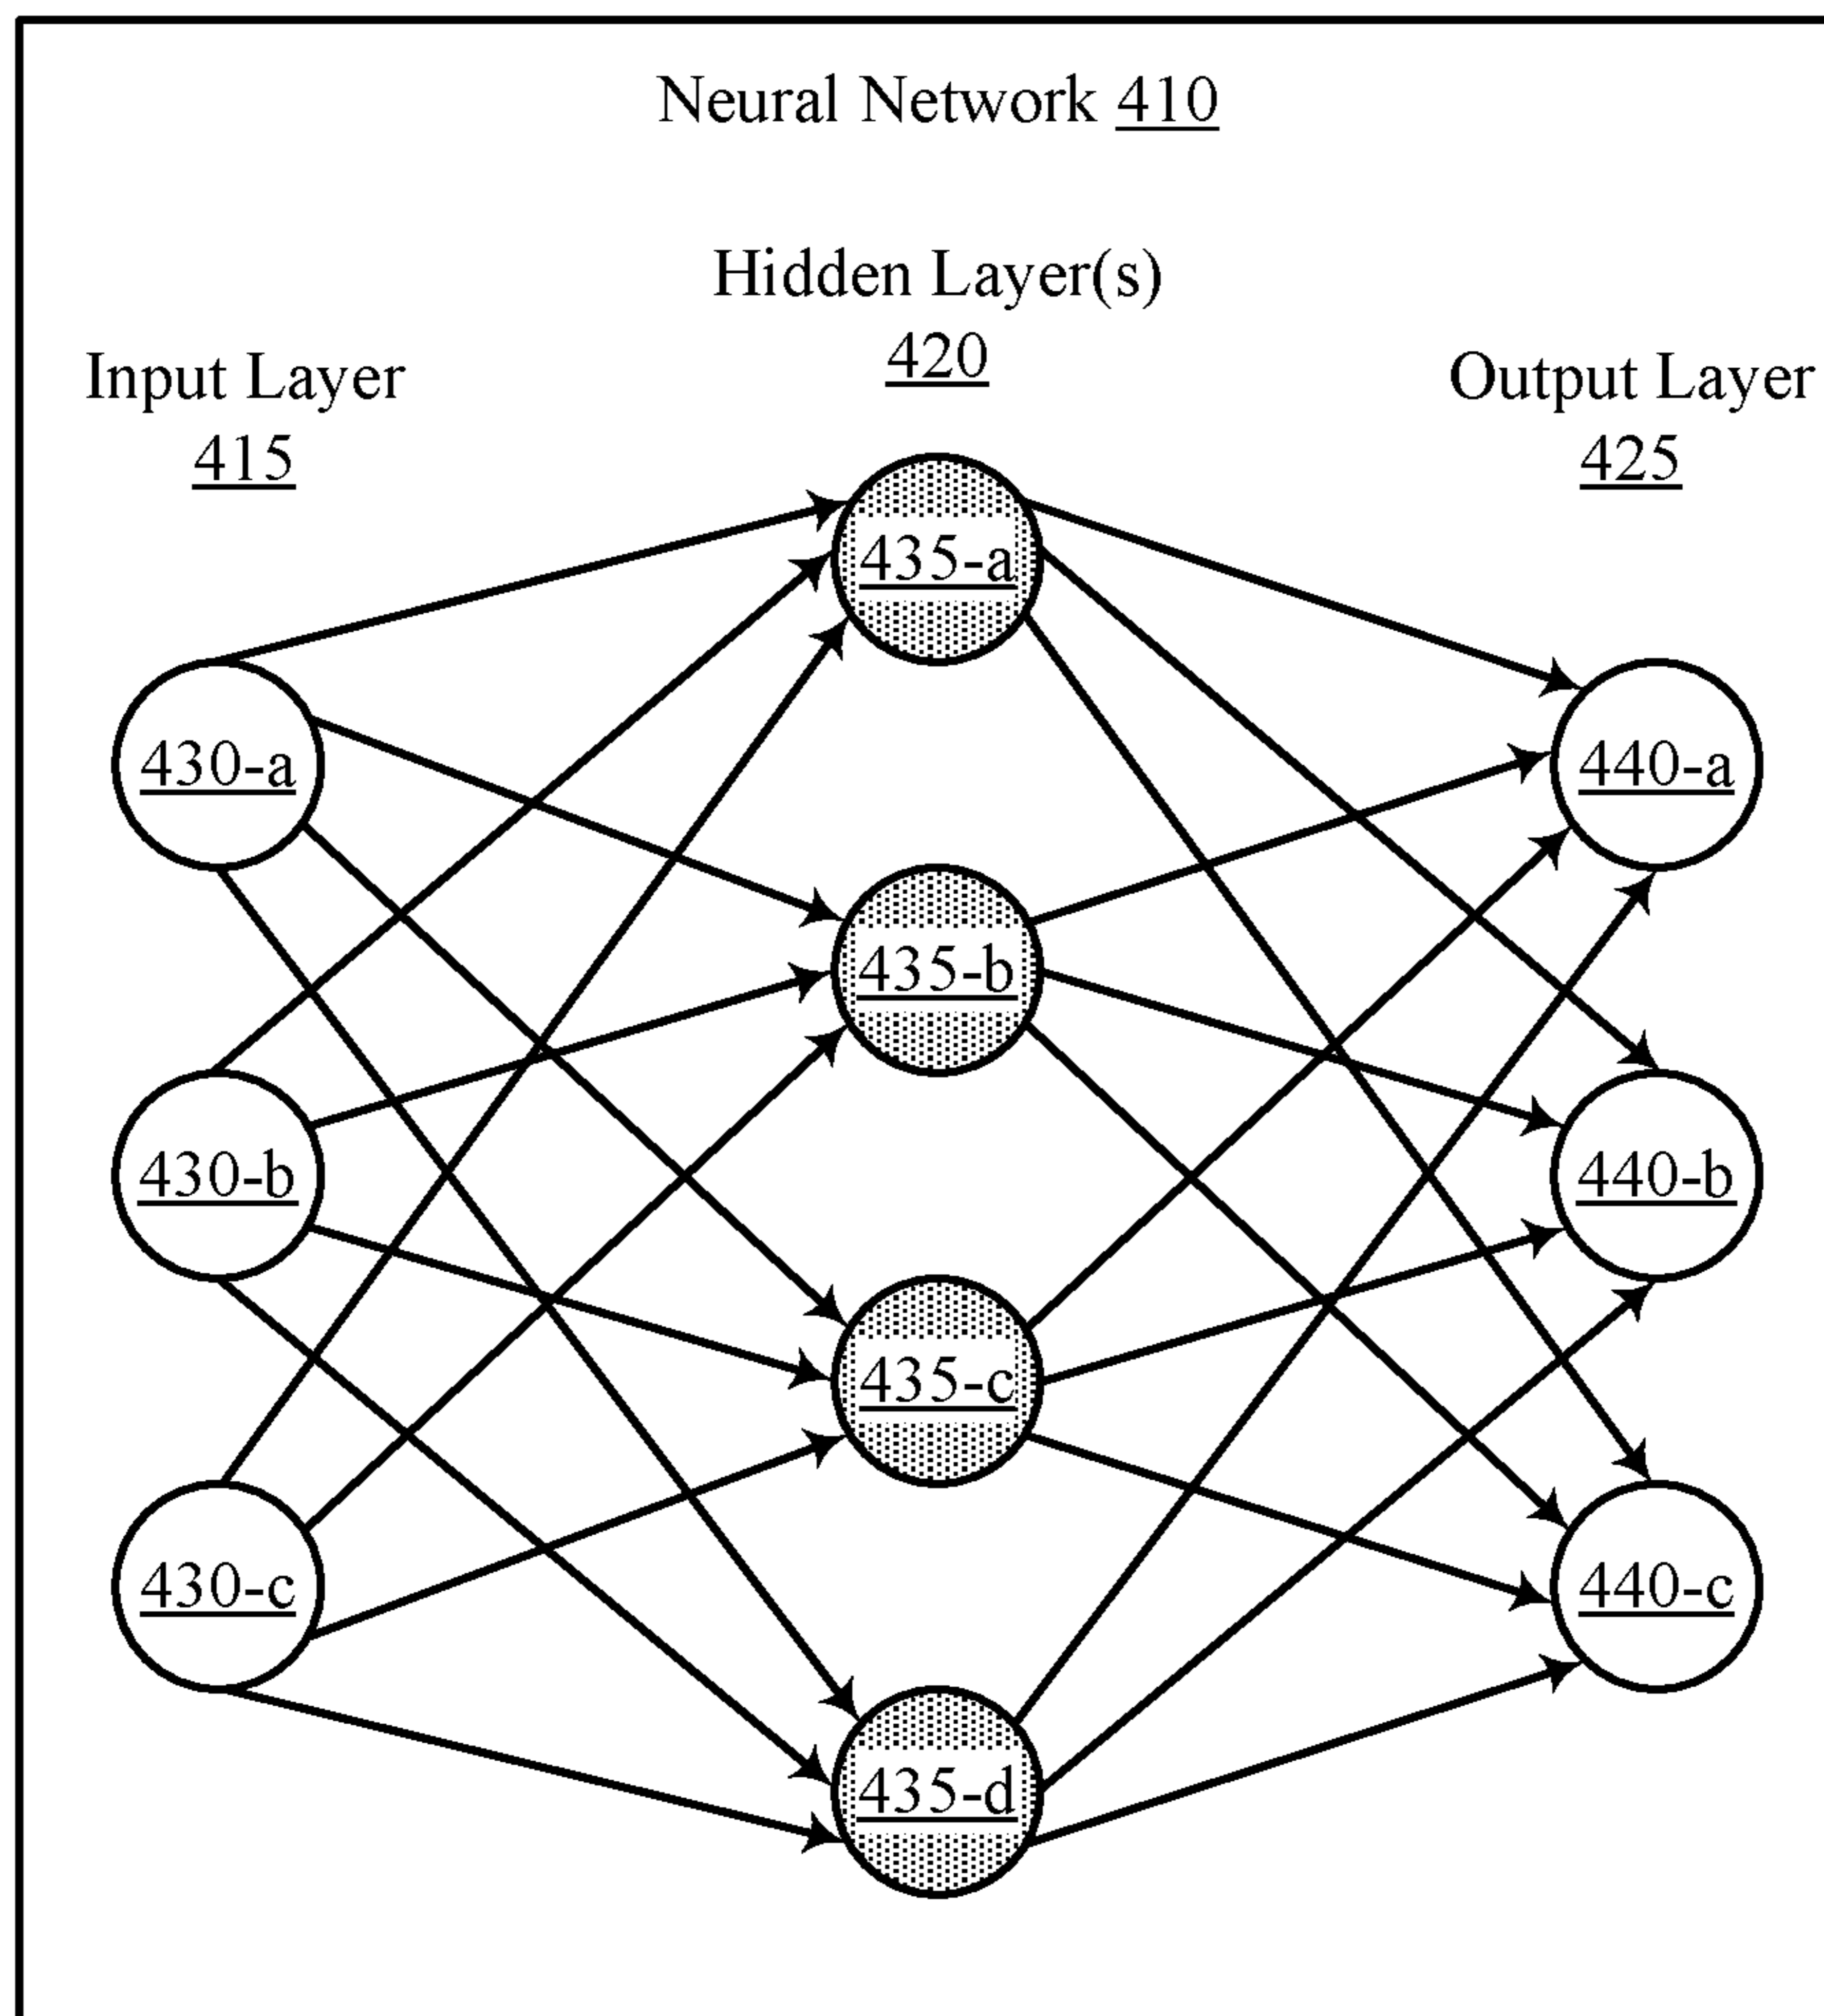 Neural Network 410
Hidden Layer(s)
420
Input Layer
415
Output Layer
425
435-a
430-a
440-a
435-b
430-b
440-b
435-c
430-c
440-c
435-d